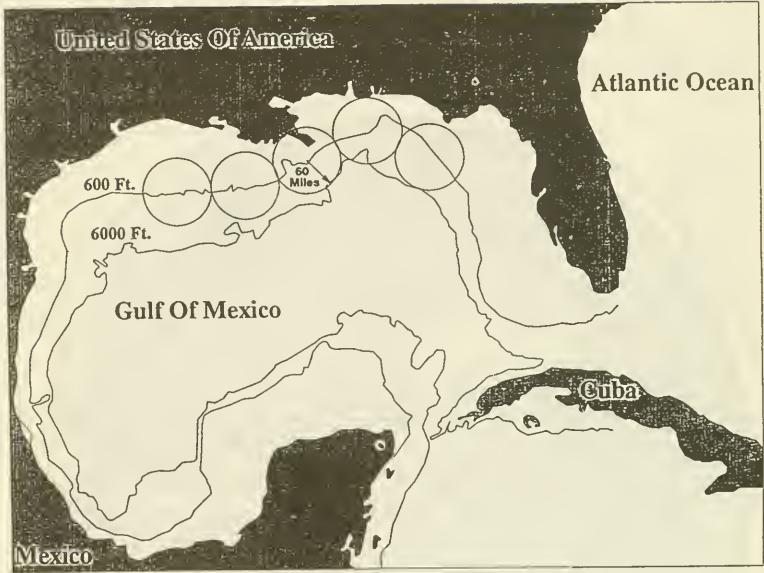 United States Of America
Atlantic Ocean
600 Ft.
60
Miles
6000 Ft.
Gulf Of Mexico
Cuba
Mexico